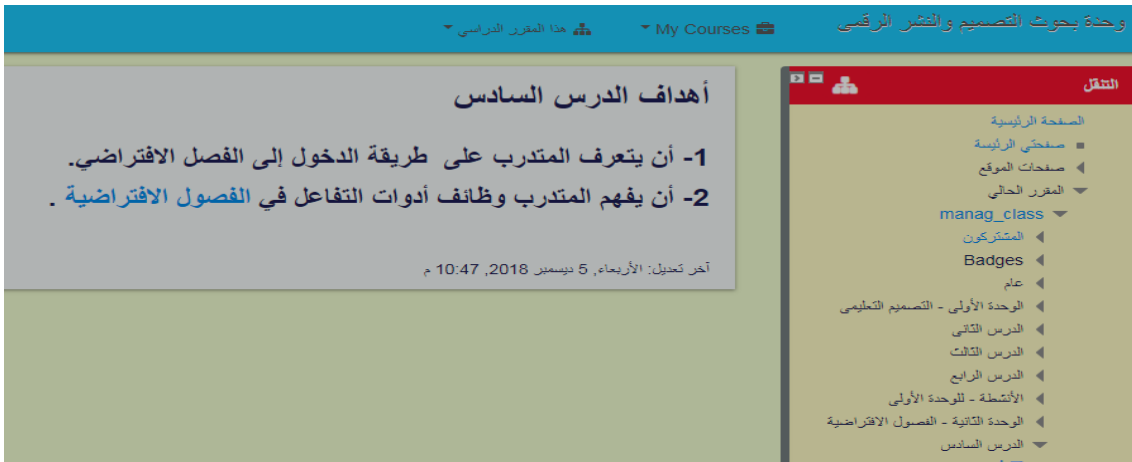 وحدة بحوث التصميم والنشر الرقمى
My Courses
هذا المقرر الدراسي
التنقل
الصفحة الرئيسية
صفحتي الرئيسة
صفحات الموقع
المقرر الحالي
manag_class
المشتركون
Badges
عام
الوحدة الأولى - التصميم التعليمى
الدرس الثانى
الدرس الثالث
الدرس الرابع
الأنشطة - للوحدة الأولى
الوحدة الثانية - الفصول الافتراضية
الدرس السادس
أهداف الدرس السادس
1- أن يتعرف المتدرب على طريقة الدخول إلى الفصل الافتراضي.
2- أن يفهم المتدرب وظائف أدوات التفاعل في الفصول الافتراضية .
آخر تعديل: الأربعاء, 5 ديسمبر 2018, 10:47 م